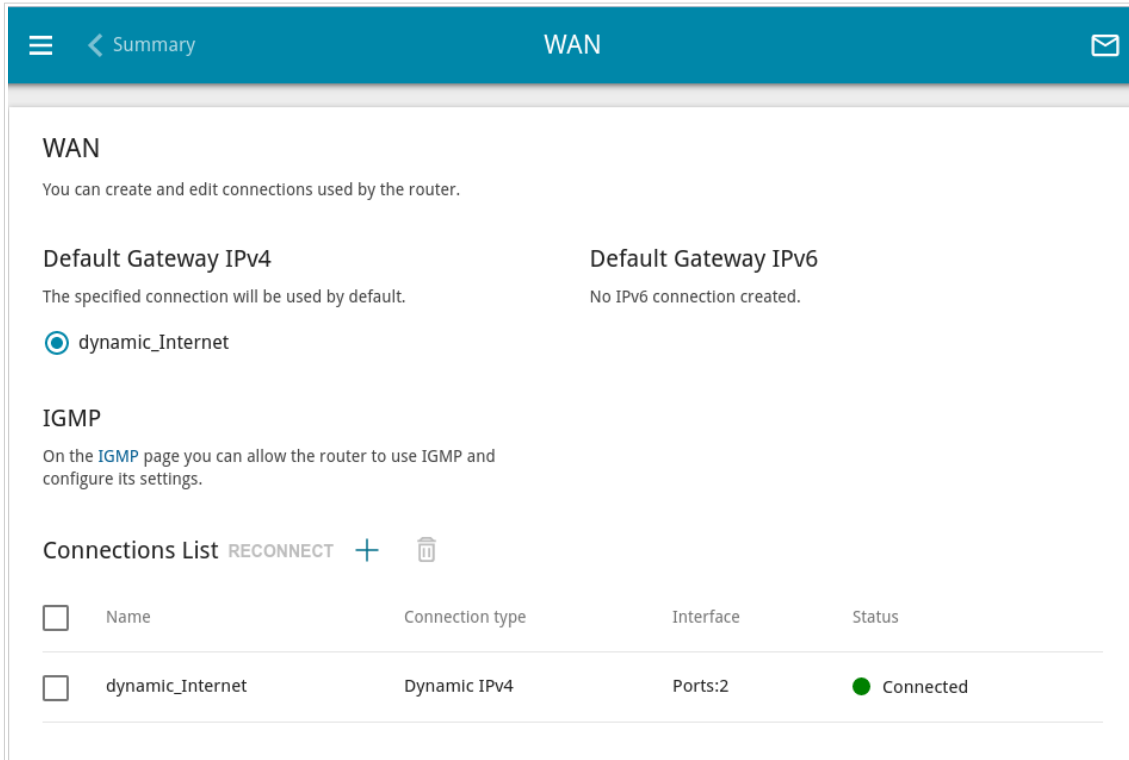 Summary
WAN
WAN
You can create and edit connections used by the router.
Default Gateway IPv4
The specified connection will be used by default.
dynamic_Internet
Default Gateway IPv6
No IPv6 connection created.
IGMP
On the IGMP page you can allow the router to use IGMP and
configure its settings.
Connections List RECONNECT
Name Connection type Interface Status
dynamic_Internet Dynamic IPv4 Ports:2 Connected